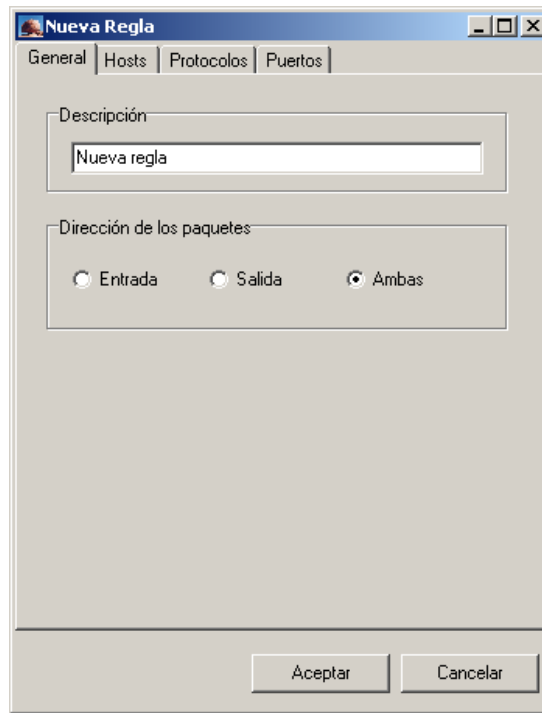 Nueva Regla
General Hosts Protocolos Puertos
Descripción
Nueva regla
Dirección de los paquetes
Entrada Salida Ambas
Aceptar Cancelar